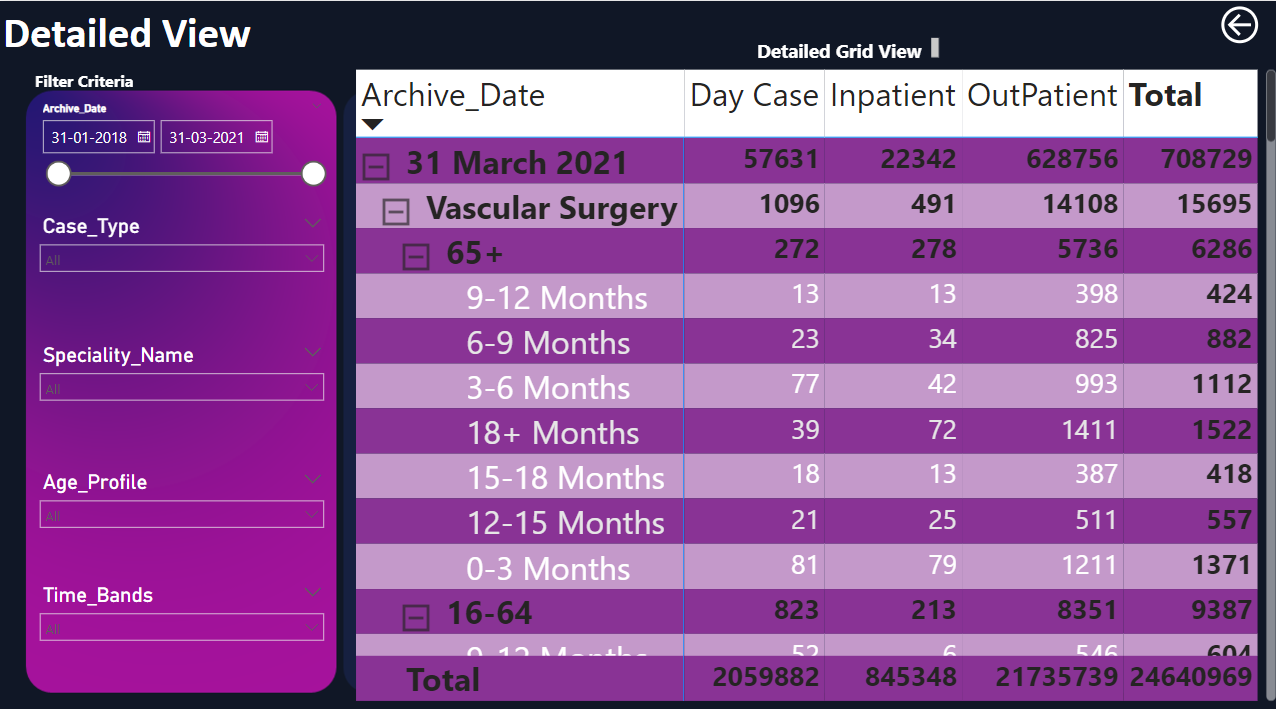 Detailed View
Detailed Grid View
Filter Criteria
Archive_Date
31-01-2018 31-03-2021
Case_Type
All
Speciality_Name
All
Age_Profile
All
Time_Bands
All
Archive_Date Day Case Inpatient OutPatient Total
31 March 2021 57631 22342 628756 708729
Vascular Surgery 1096 491 14108 15695
65+ 272 278 5736 6286
9-12 Months 13 13 398 424
6-9 Months 23 34 825 882
3-6 Months 77 42 993 1112
18+ Months 39 72 1411 1522
15-18 Months 18 13 387 418
12-15 Months 21 25 511 557
0-3 Months 81 79 1211 1371
16-64 823 213 8351 9387
9-12 Months 52 6 546 604
Total 2059882 845348 21735739 24640969